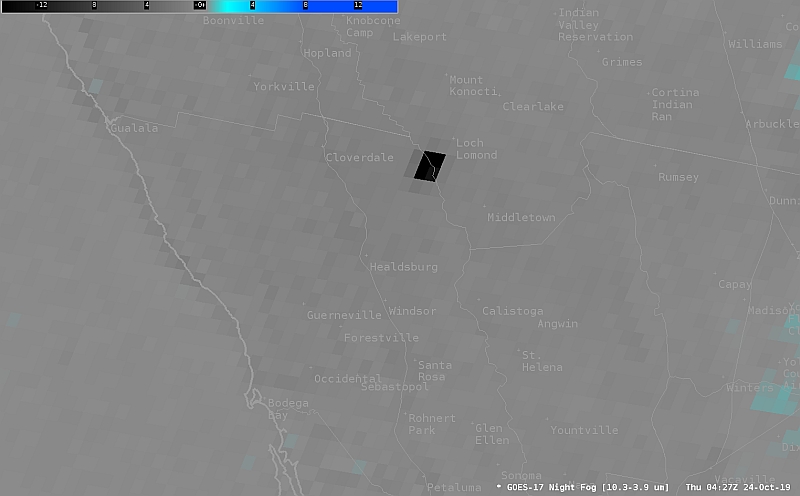 -12 8 4 -0+ 4 8 12
Boonville
Knobcone
Camp
Lakeport
Indian
Valley
Reservation
Williams
Hopland
Grimes
Yorkville
Mount
Konocti
Clearlake
Cortina
Indian
Ran
Arbuckle
Gualala
Cloverdale
Loch
Lomond
Rumsey
Middletown
Healdsburg
Capay
Guerneville
Windsor
Calistoga
Angwin
Forestville
St.
Helena
Occidental
Sebastopol
Santa
Rosa
Winters
Bodega
Bay
Rohnert
Park
Glen
Ellen
Yountville
Petaluma
Sonoma
Vacaville
* GOES-17 Night Fog [10.3-3.9 um] Thu 04:27Z 24-Oct-19